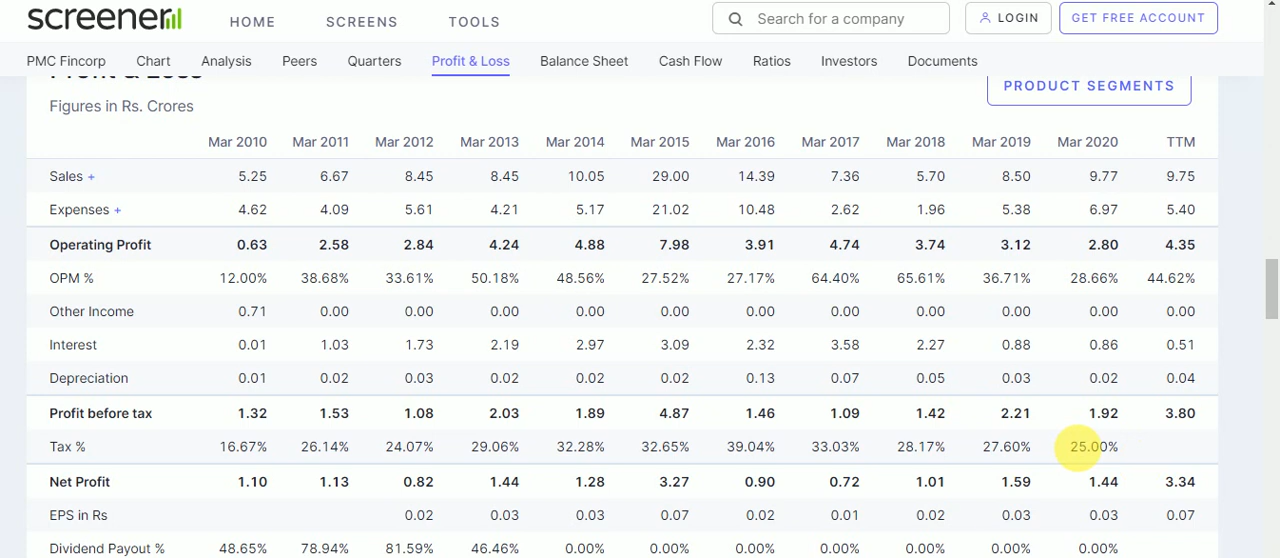 screener HOME SCREENS TOOLS Search for a company LOGIN GET FREE ACCOUNT
PMC Fincorp Chart Analysis Peers Quarters Profit & Loss Balance Sheet Cash Flow Ratios Investors Documents
Profit & Loss
PRODUCT SEGMENTS
Figures in Rs. Crores
Mar 2010 Mar 2011 Mar 2012 Mar 2013 Mar 2014 Mar 2015 Mar 2016 Mar 2017 Mar 2018 Mar 2019 Mar 2020 TTM
Sales + 5.25 6.67 8.45 8.45 10.05 29.00 14.39 7.36 5.70 8.50 9.77 9.75
Expenses + 4.62 4.09 5.61 4.21 5.17 21.02 10.48 2.62 1.96 5.38 6.97 5.40
Operating Profit 0.63 2.58 2.84 4.24 4.88 7.98 3.91 4.74 3.74 3.12 2.80 4.35
OPM % 12.00% 38.68% 33.61% 50.18% 48.56% 27.52% 27.17% 64.40% 65.61% 36.71% 28.66% 44.62%
Other Income 0.71 0.00 0.00 0.00 0.00 0.00 0.00 0.00 0.00 0.00 0.00 0.00
Interest 0.01 1.03 1.73 2.19 2.97 3.09 2.32 3.58 2.27 0.88 0.86 0.51
Depreciation 0.01 0.02 0.03 0.02 0.02 0.02 0.13 0.07 0.05 0.03 0.02 0.04
Profit before tax 1.32 1.53 1.08 2.03 1.89 4.87 1.46 1.09 1.42 2.21 1.92 3.80
Tax % 16.67% 26.14% 24.07% 29.06% 32.28% 32.65% 39.04% 33.03% 28.17% 27.60% 25.00%
Net Profit 1.10 1.13 0.82 1.44 1.28 3.27 0.90 0.72 1.01 1.59 1.44 3.34
EPS in Rs 0.02 0.03 0.03 0.07 0.02 0.01 0.02 0.03 0.03 0.07
Dividend Payout % 48.65% 78.94% 81.59% 46.46% 0.00% 0.00% 0.00% 0.00% 0.00% 0.00% 0.00%